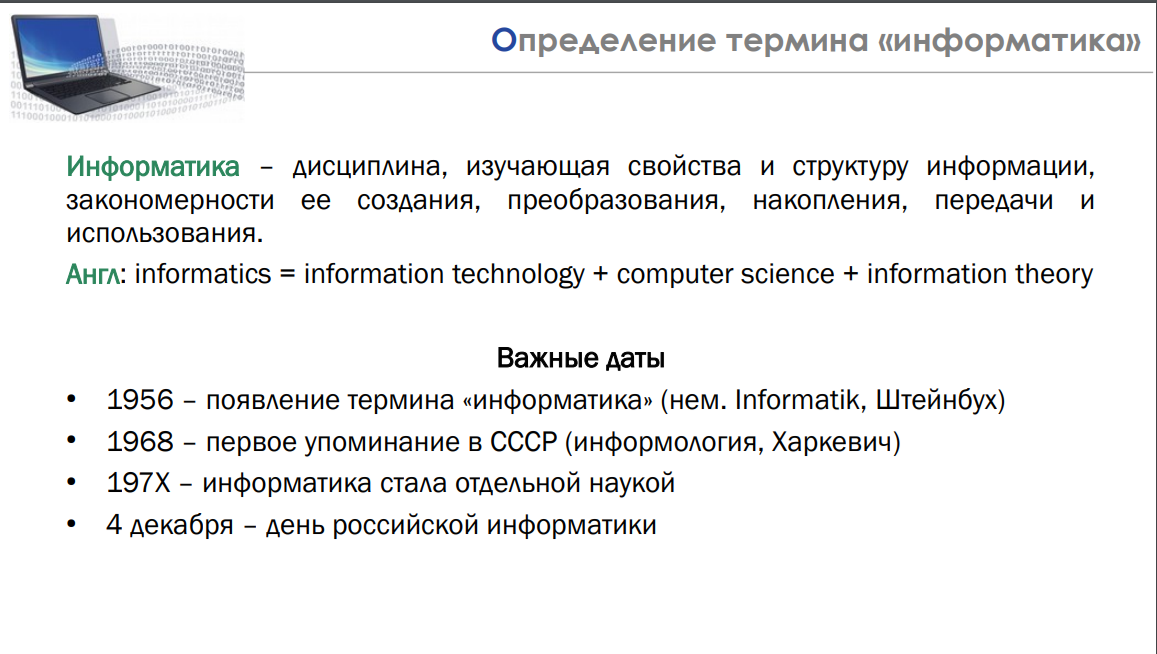 Определение термина «информатика»
Информатика – дисциплина, изучающая свойства и структуру информации,
закономерности ее создания, преобразования, накопления, передачи и
использования.
Англ: informatics = information technology + computer science + information theory
Важные даты
• 1956 – появление термина «информатика» (нем. Informatik, Штейнбух)
• 1968 – первое упоминание в СССР (информология, Харкевич)
• 197X – информатика стала отдельной наукой
• 4 декабря – день российской информатики